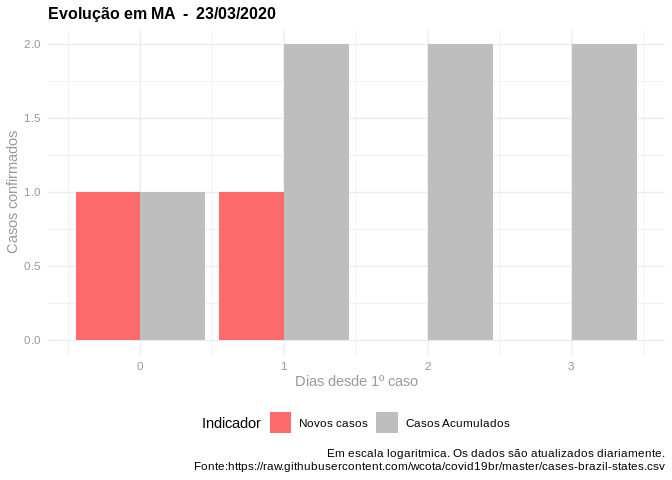 Evolução em MA  -  23/03/2020
Casos confirmados
2.0
1.5
1.0
0.5
0.0
0 1 2 3
Dias desde 1º caso
Indicador Novos casos Casos Acumulados
Em escala logaritmica. Os dados são atualizados diariamente.
Fonte:https://raw.githubusercontent.com/wcota/covid19br/master/cases-brazil-states.csv